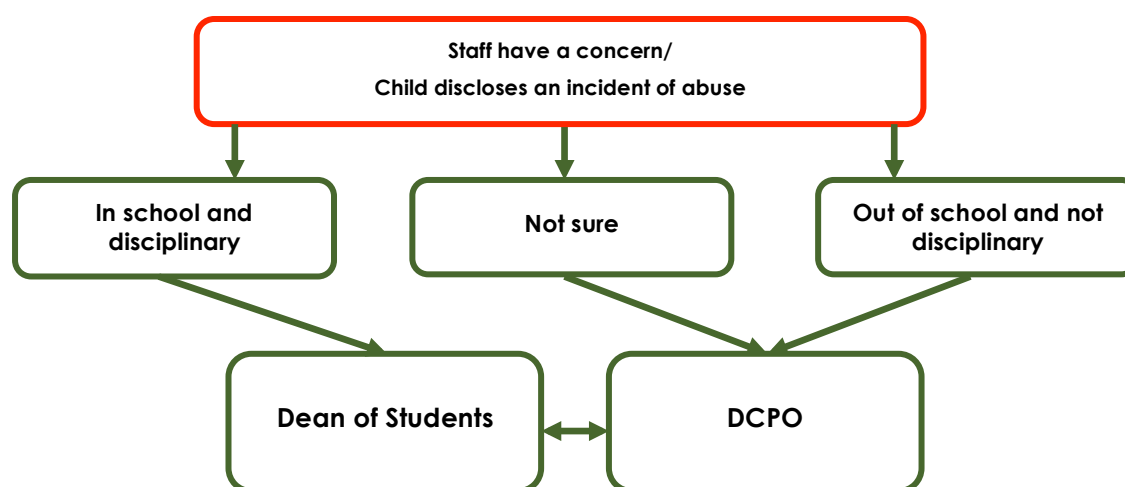 Staff have a concern/
Child discloses an incident of abuse
In school and
disciplinary
Not sure
Out of school and not
disciplinary
Dean of Students
DCPO